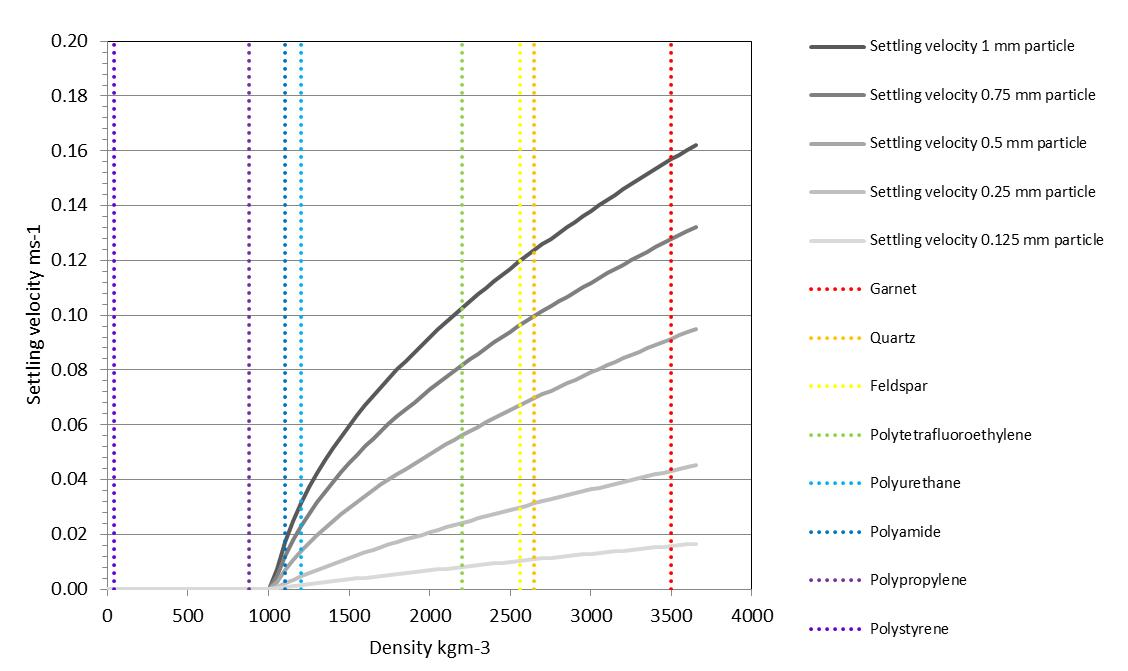 0.20
0.18
0.16
0.14
0.12
0.10
0.08
0.06
0.04
0.02
0.00
Settling velocity ms-1
0 500 1000 1500 2000 2500 3000 3500 4000
Density kgm-3
Settling velocity 1 mm particle
Settling velocity 0.75 mm particle
Settling velocity 0.5 mm particle
Settling velocity 0.25 mm particle
Settling velocity 0.125 mm particle
Garnet
Quartz
Feldspar
Polytetrafluoroethylene
Polyurethane
Polyamide
Polypropylene
Polystyrene